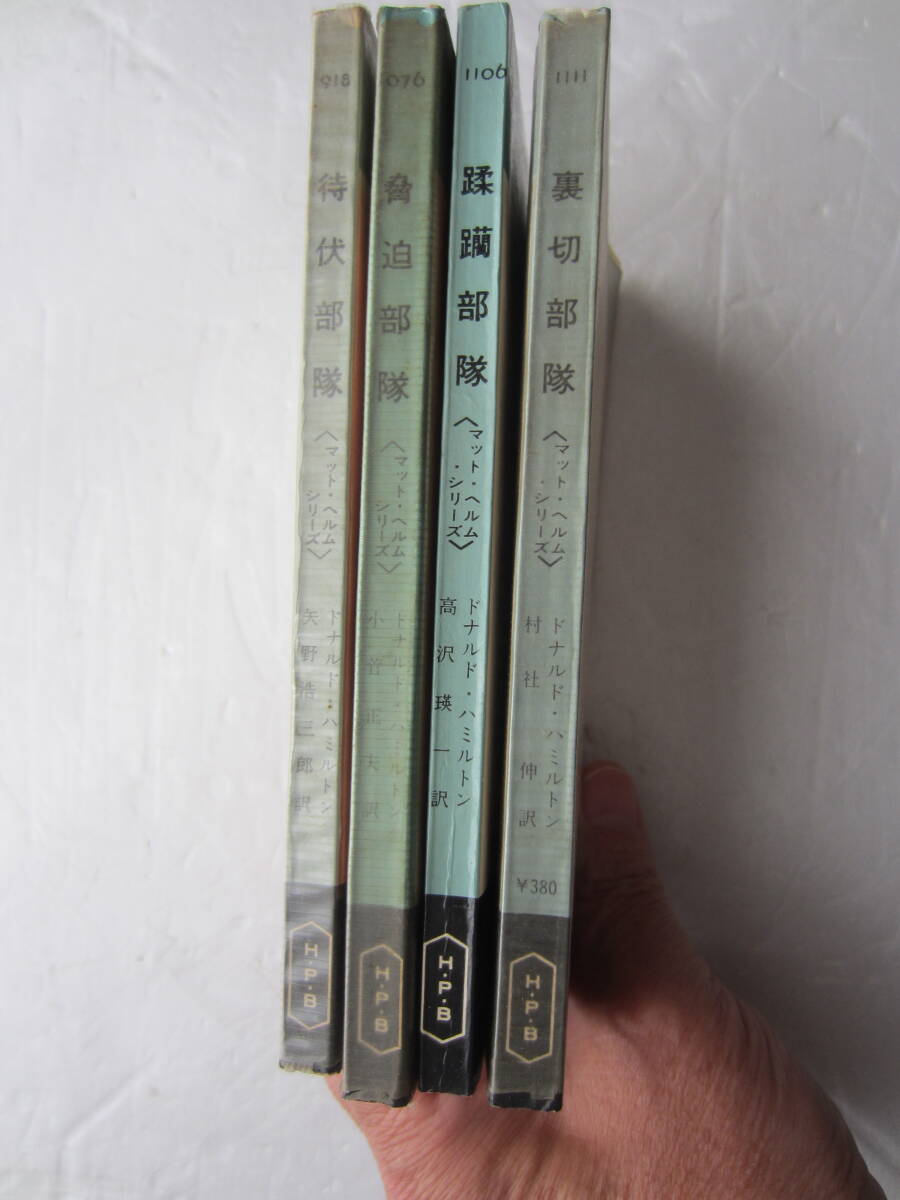 918
待伏部隊
〈マット・ヘルム
シリーズ〉
ドナルド・ハミルトン
矢野浩三郎訳
H・P・B
076
脅迫部隊
〈マット・ヘルム
シリーズ〉
ドナルド・ハミルトン
小菅正夫訳
H・P・B
1106
蹂躙部隊
〈マット・ヘルム
・シリーズ〉
ドナルド・ハミルトン
高沢瑛一訳
H・P・B
1111
裏切部隊
〈マット・ヘルム
・シリーズ〉
ドナルド・ハミルトン
村社伸訳
¥380
H・P・B